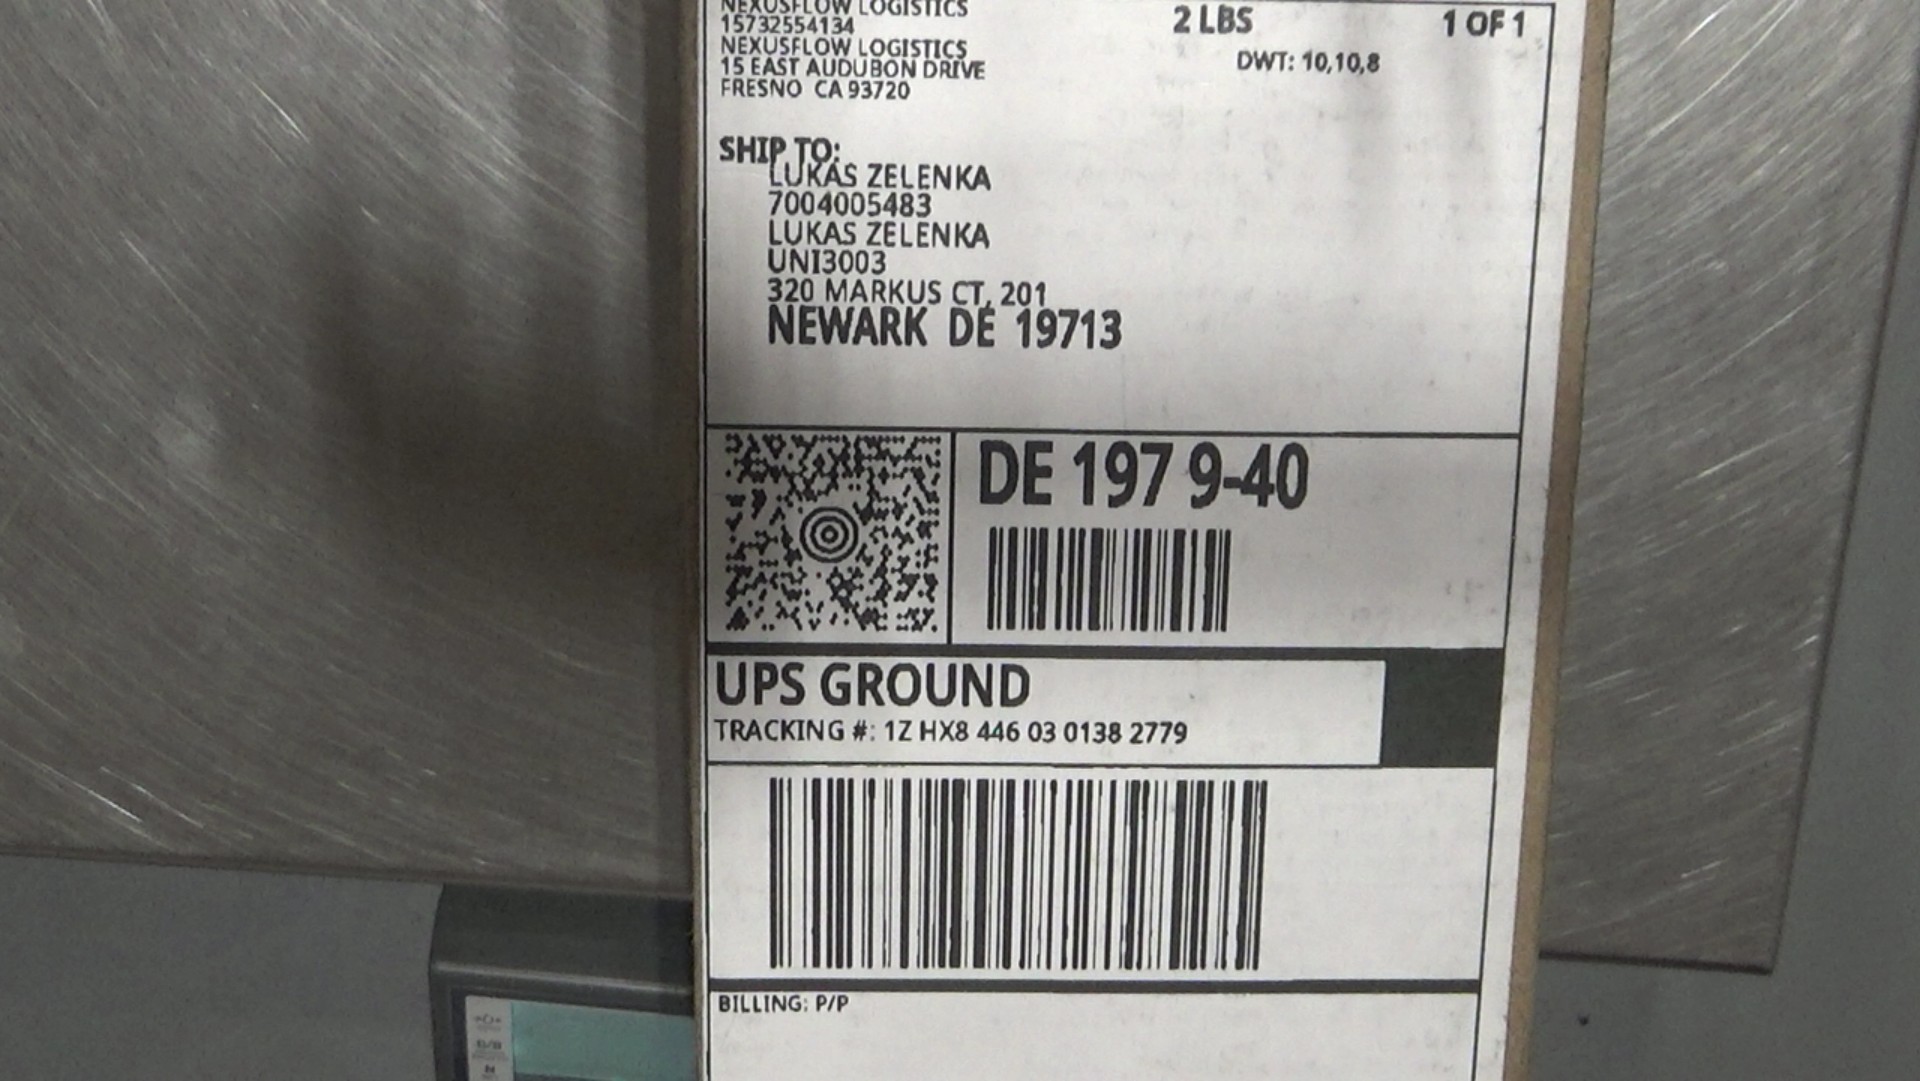 NEXUSFLOW LOGISTICS
15732554134
NEXUSFLOW LOGISTICS
15 EAST AUDUBON DRIVE
FRESNO CA 93720
2 LBS
1 OF 1
DWT: 10,10,8
SHIP TO:
LUKAS ZELENKA
7004005483
LUKAS ZELENKA
UNI3003
320 MARKUS CT, 201
NEWARK DE 19713
DE 197 9-40
UPS GROUND
TRACKING #: 1Z HX8 446 03 0138 2779
BILLING: P/P